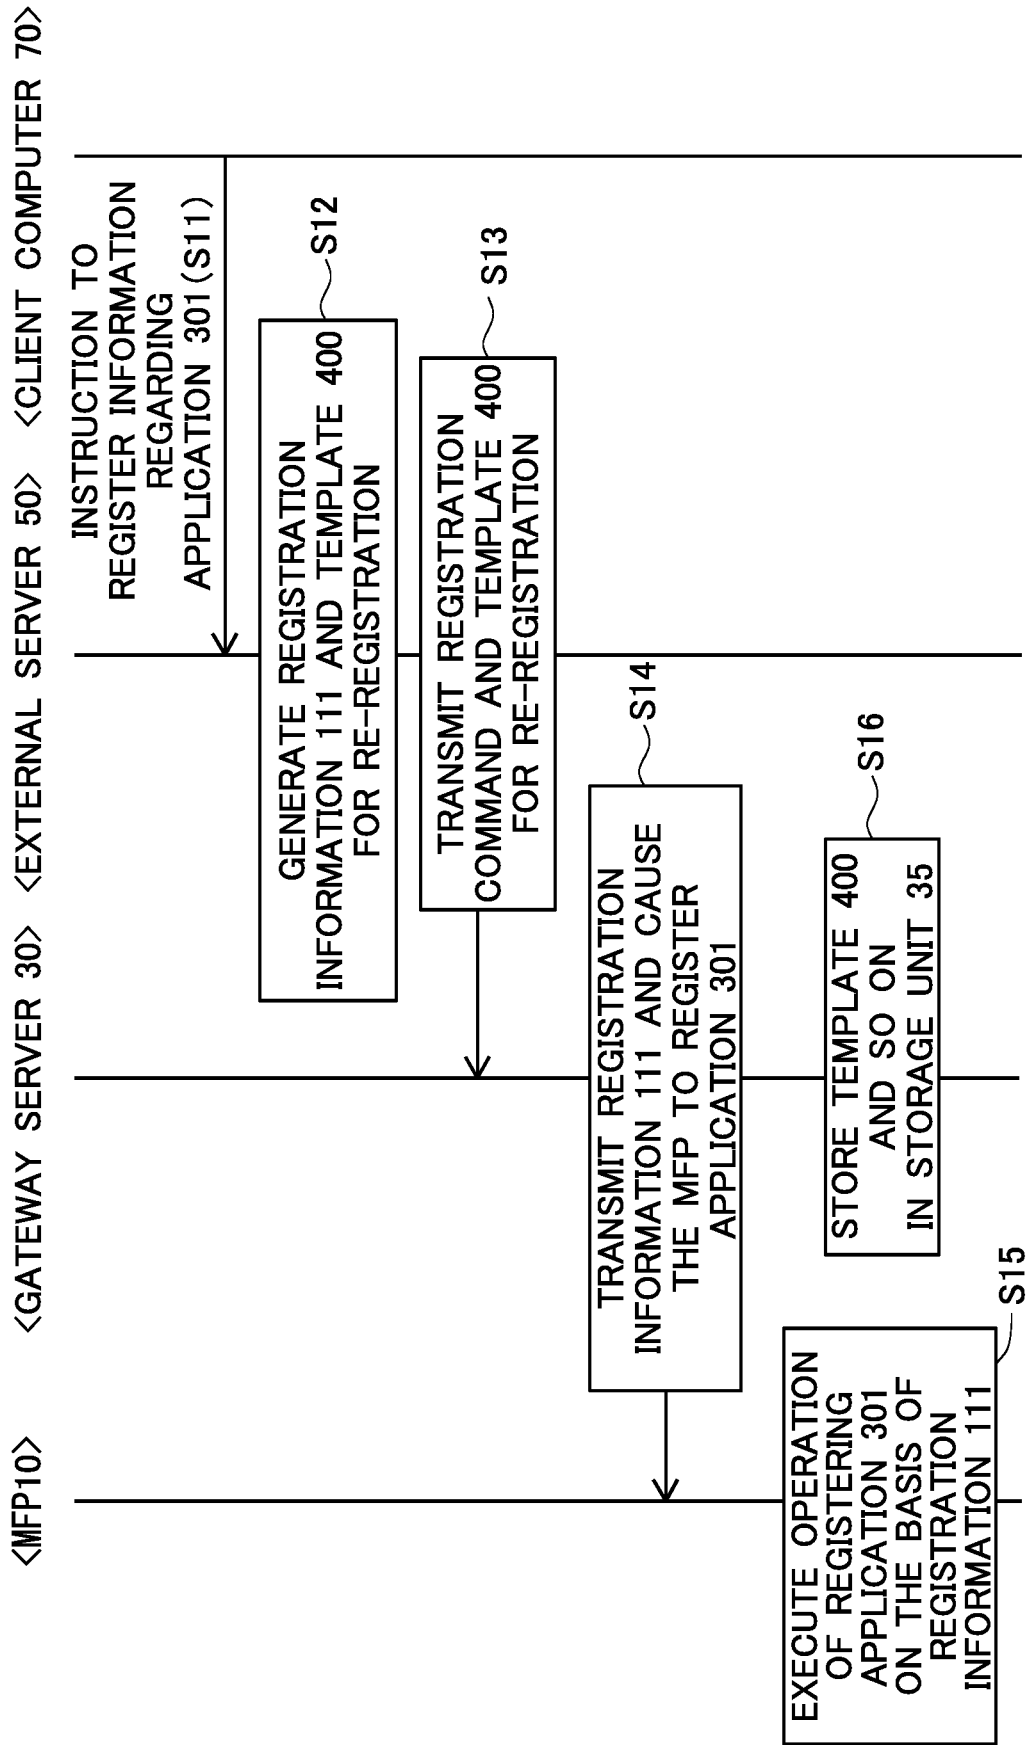 <MFP10> <GATEWAY SERVER 30> <EXTERNAL SERVER 50> <CLIENT COMPUTER 70>
INSTRUCTION TO
REGISTER INFORMATION
REGARDING
APPLICATION 301(S11)
GENERATE REGISTRATION
INFORMATION 111 AND TEMPLATE 400
FOR RE-REGISTRATION
S12
TRANSMIT REGISTRATION
COMMAND AND TEMPLATE 400
FOR RE-REGISTRATION
S13
TRANSMIT REGISTRATION
INFORMATION 111 AND CAUSE
THE MFP TO REGISTER
APPLICATION 301
S14
EXECUTE OPERATION
OF REGISTERING
APPLICATION 301
ON THE BASIS OF
REGISTRATION
INFORMATION 111
S15
STORE TEMPLATE 400
AND SO ON
IN STORAGE UNIT 35
S16